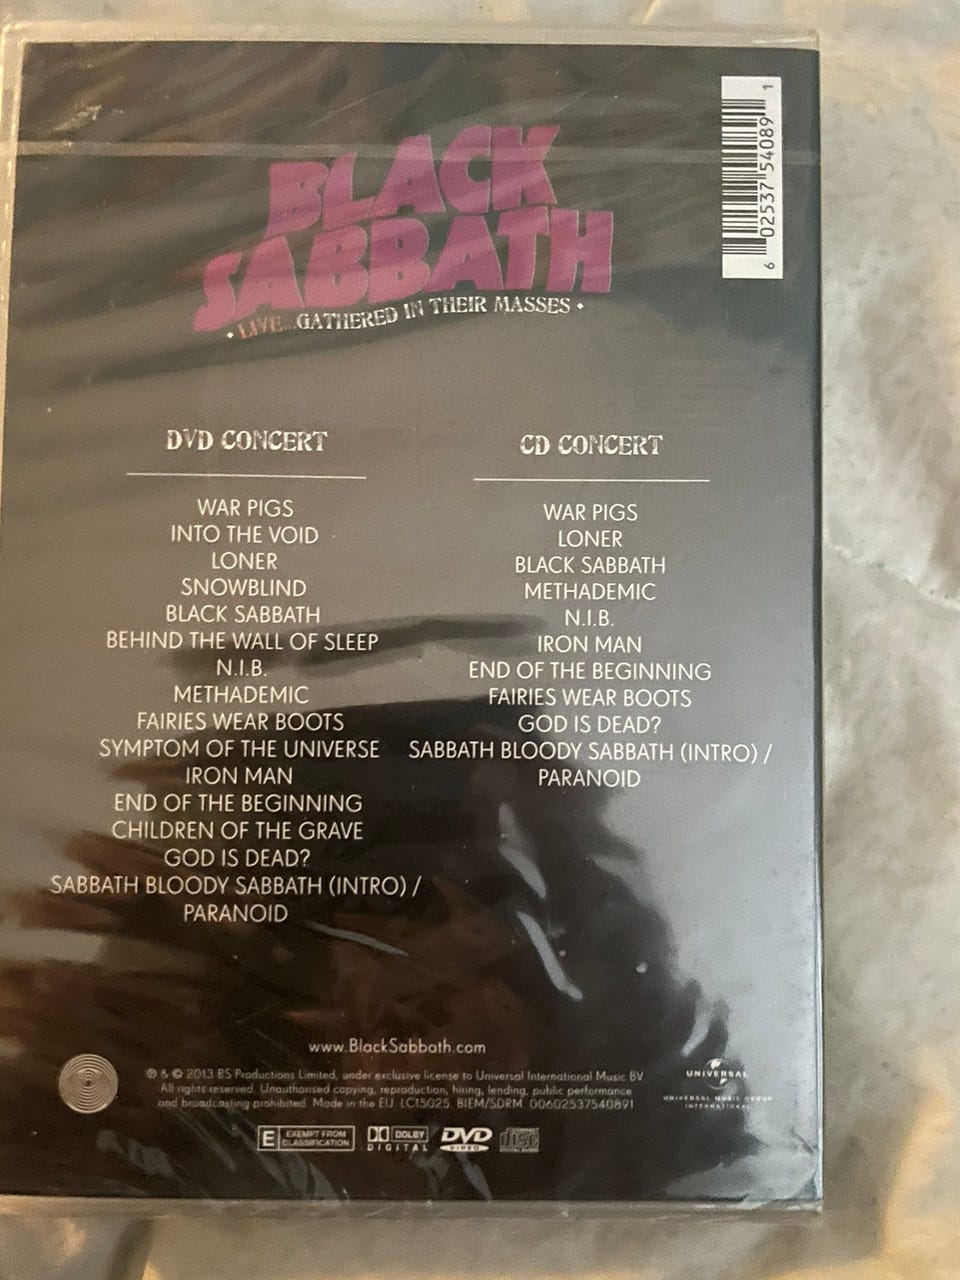 BLACK
SABBATH
• LIVE...GATHERED IN THEIR MASSES •
6 02537 54089 1
DVD CONCERT
WAR PIGS
INTO THE VOID
LONER
SNOWBLIND
BLACK SABBATH
BEHIND THE WALL OF SLEEP
N.I.B.
METHADEMIC
FAIRIES WEAR BOOTS
SYMPTOM OF THE UNIVERSE
IRON MAN
END OF THE BEGINNING
CHILDREN OF THE GRAVE
GOD IS DEAD?
SABBATH BLOODY SABBATH (INTRO) /
PARANOID
CD CONCERT
WAR PIGS
LONER
BLACK SABBATH
METHADEMIC
N.I.B.
IRON MAN
END OF THE BEGINNING
FAIRIES WEAR BOOTS
GOD IS DEAD?
SABBATH BLOODY SABBATH (INTRO) /
PARANOID
www.BlackSabbath.com
℗ & © 2013 BS Productions Limited, under exclusive license to Universal International Music BV
All rights reserved. Unauthorised copying, reproduction, hiring, lending, public performance
and broadcasting prohibited. Made in the EU. LC15025. BIEM/SDRM. 00602537540891
UNIVERSAL
UNIVERSAL MUSIC GROUP
INTERNATIONAL
E EXEMPT FROM
CLASSIFICATION
DOLBY
DIGITAL
DVD
VIDEO
disc